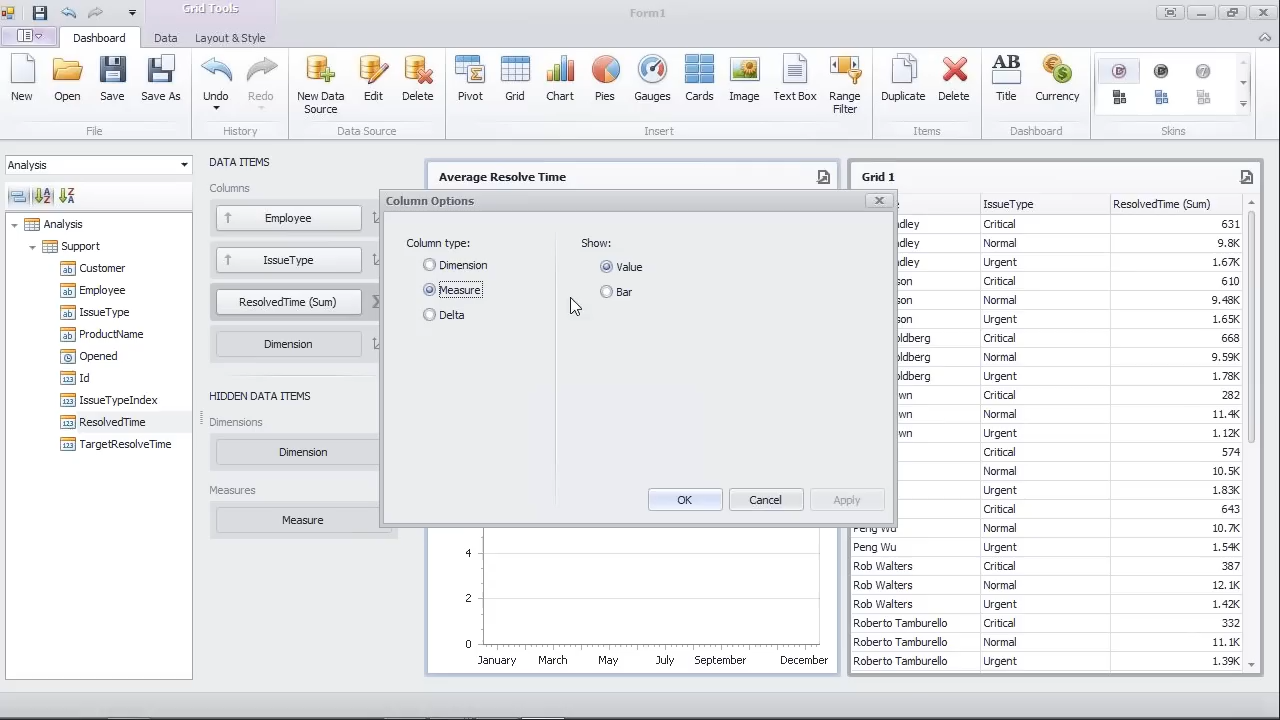 Grid Tools
Form1
Dashboard Data Layout & Style
New Open Save Save As Undo Redo New Data Source Edit Delete Pivot Grid Chart Pies Gauges Cards Image Text Box Range Filter Duplicate Delete AB Title Currency
File History Data Source Insert Items Dashboard Skins
Analysis
Analysis
Support
Customer
Employee
IssueType
ProductName
Opened
Id
IssueTypeIndex
ResolvedTime
TargetResolveTime
DATA ITEMS
Columns
Employee
IssueType
ResolvedTime (Sum)
Dimension
HIDDEN DATA ITEMS
Dimensions
Dimension
Measures
Measure
Average Resolve Time
Column Options
Column type:
Dimension
Measure
Delta
Show:
Value
Bar
OK Cancel Apply
4
2
0
January March May July September December
Grid 1
IssueType ResolvedTime (Sum)
Critical 631
Normal 9.8K
Urgent 1.67K
Critical 610
Normal 9.48K
Urgent 1.65K
Critical 668
Normal 9.59K
Urgent 1.78K
Critical 282
Normal 11.4K
Urgent 1.12K
Critical 574
Normal 10.5K
Urgent 1.83K
Critical 643
Peng Wu Normal 10.7K
Peng Wu Urgent 1.54K
Rob Walters Critical 387
Rob Walters Normal 12.1K
Rob Walters Urgent 1.42K
Roberto Tamburello Critical 332
Roberto Tamburello Normal 11.1K
Roberto Tamburello Urgent 1.39K